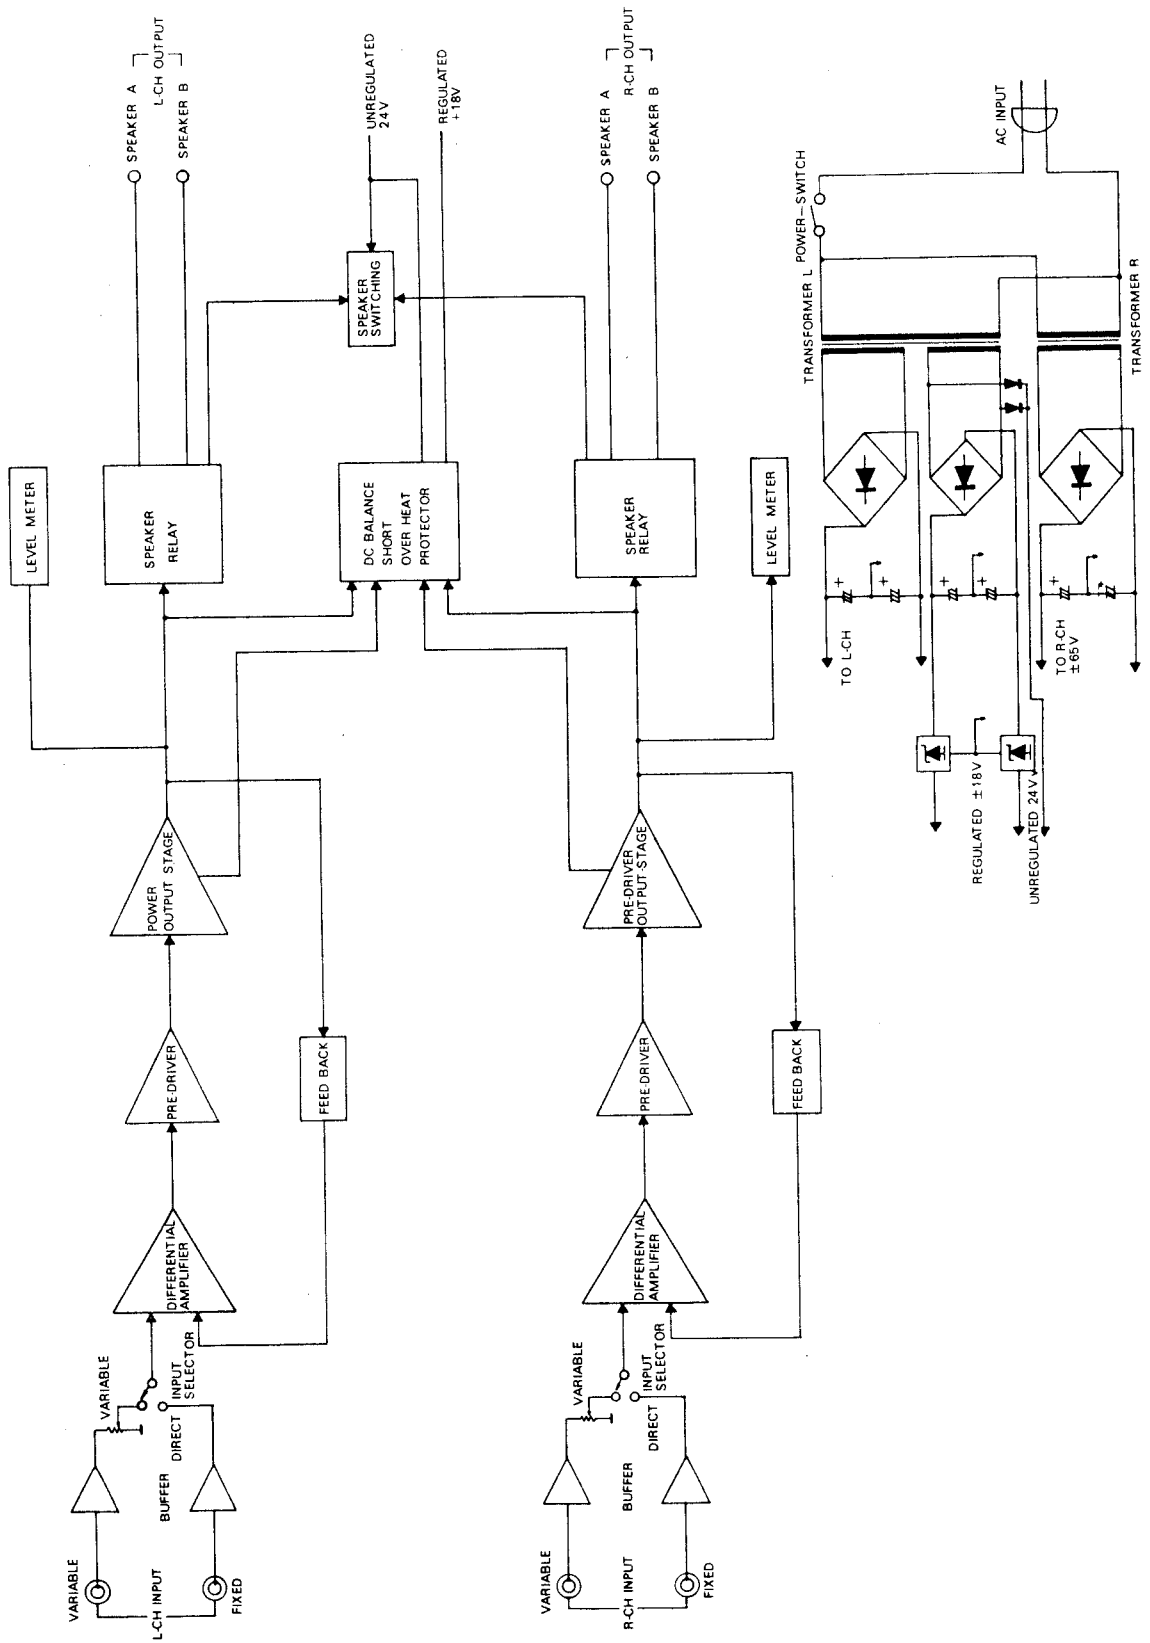 VARIABLE
L-CH INPUT
FIXED
BUFFER
VARIABLE
DIRECT
INPUT
SELECTOR
DIFFERENTIAL
AMPLIFIER
PRE-DRIVER
FEED BACK
POWER
OUTPUT STAGE
LEVEL METER
SPEAKER
RELAY
SPEAKER A
L-CH OUTPUT
SPEAKER B
DC BALANCE
SHORT
OVER HEAT
PROTECTOR
SPEAKER
SWITCHING
UNREGULATED
24V
REGULATED
+18V
VARIABLE
R-CH INPUT
FIXED
BUFFER
VARIABLE
DIRECT
INPUT
SELECTOR
DIFFERENTIAL
AMPLIFIER
PRE-DRIVER
FEED BACK
PRE-DRIVER
OUTPUT-STAGE
LEVEL METER
SPEAKER
RELAY
SPEAKER A
R-CH OUTPUT
SPEAKER B
TO L-CH
+
+
+
+
TO R-CH
±65V
+
+
REGULATED ±18V
UNREGULATED 24V
TRANSFORMER L
POWER-SWITCH
AC INPUT
TRANSFORMER R